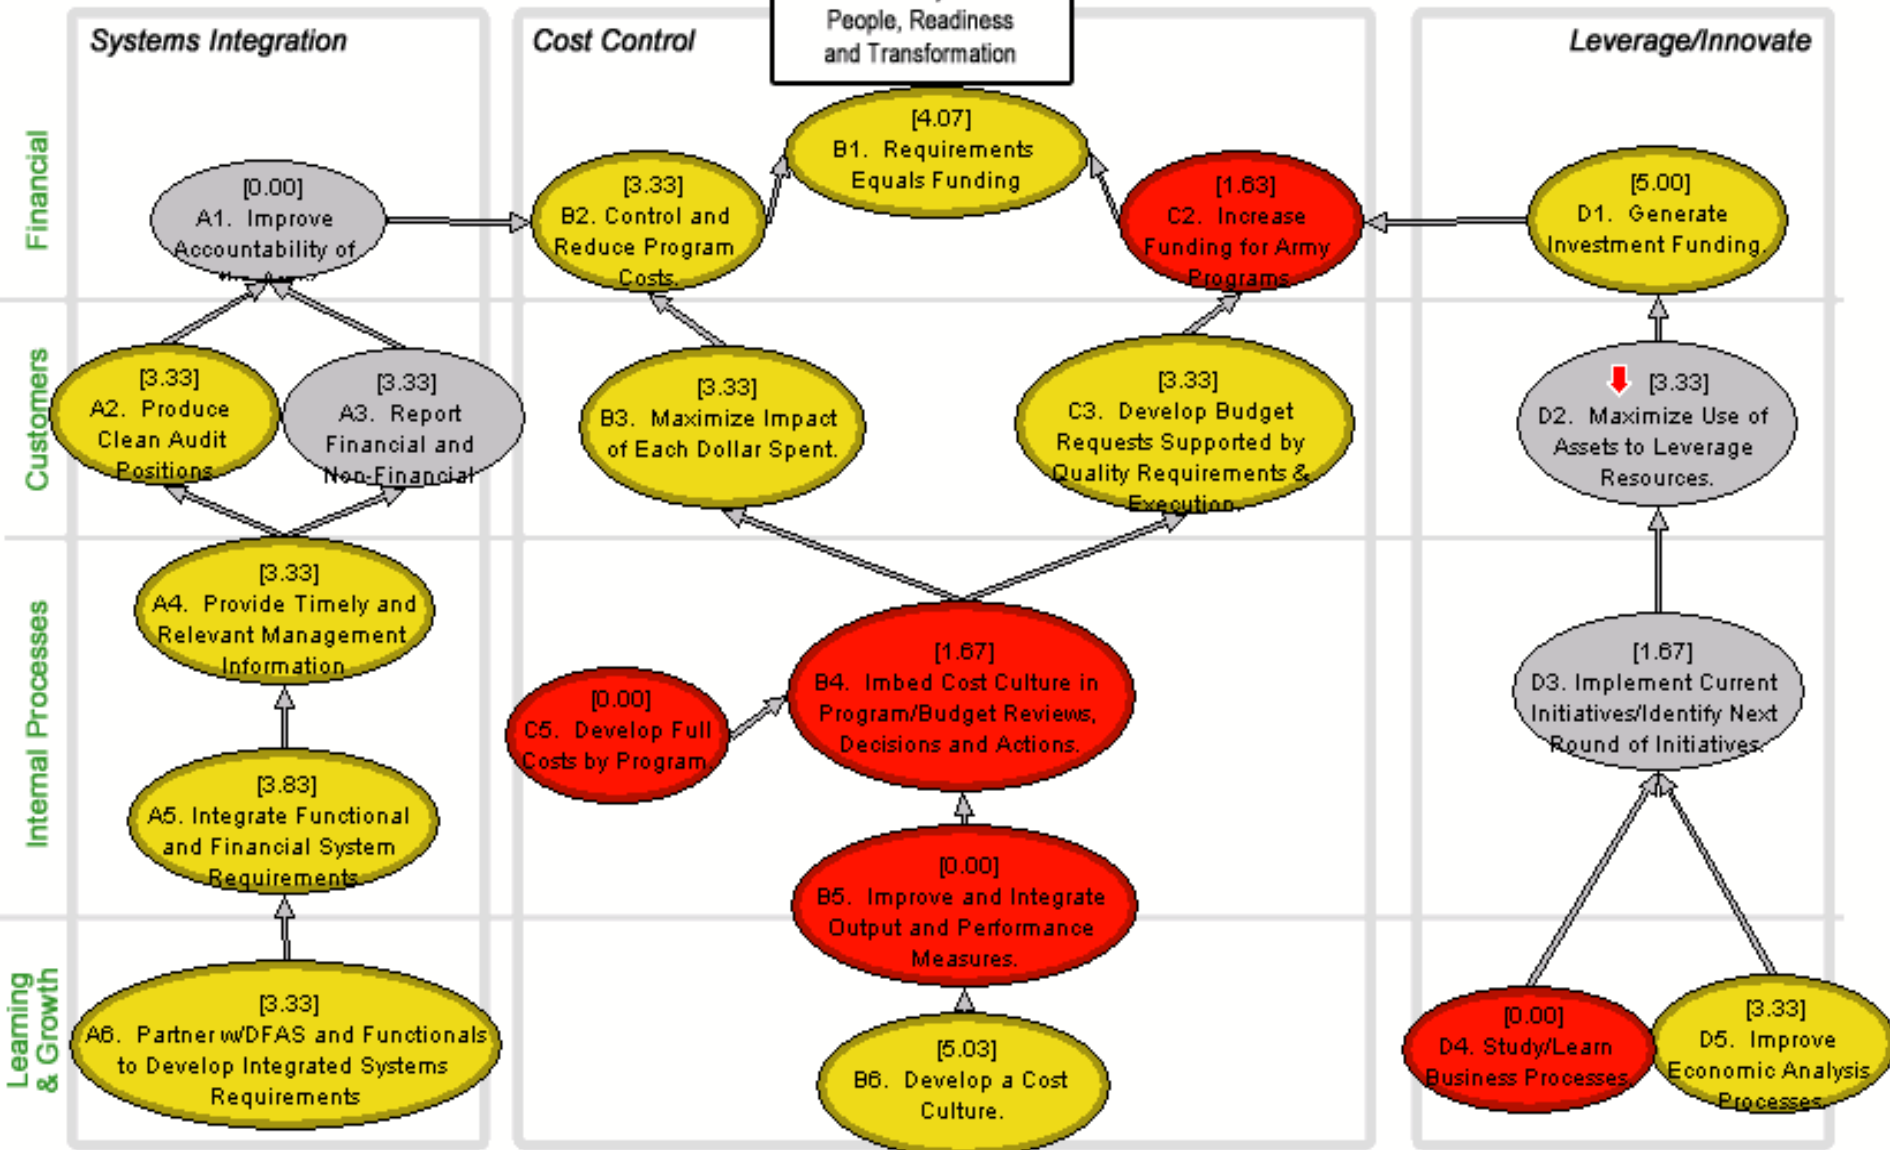 People, Readiness
and Transformation
Systems Integration
Cost Control
Leverage/Innovate
Financial
[0.00]
A1. Improve
Accountability of
[3.33]
B2. Control and
Reduce Program
Costs.
[4.07]
B1. Requirements
Equals Funding
[1.63]
C2. Increase
Funding for Army
Programs
[5.00]
D1. Generate
Investment Funding.
Customers
[3.33]
A2. Produce
Clean Audit
Positions
[3.33]
A3. Report
Financial and
Non-Financial
[3.33]
B3. Maximize Impact
of Each Dollar Spent.
[3.33]
C3. Develop Budget
Requests Supported by
Quality Requirements &
Execution
[3.33]
D2. Maximize Use of
Assets to Leverage
Resources.
Internal Processes
[3.33]
A4. Provide Timely and
Relevant Management
Information
[3.83]
A5. Integrate Functional
and Financial System
Requirements
[0.00]
C5. Develop Full
Costs by Program
[1.67]
B4. Imbed Cost Culture in
Program/Budget Reviews,
Decisions and Actions.
[0.00]
B5. Improve and Integrate
Output and Performance
Measures.
[1.67]
D3. Implement Current
Initiatives/Identify Next
Round of Initiatives.
Learning
& Growth
[3.33]
A6. Partner w/DFAS and Functionals
to Develop Integrated Systems
Requirements
[5.03]
B6. Develop a Cost
Culture.
[0.00]
D4. Study/Learn
Business Processes
[3.33]
D5. Improve
Economic Analysis
Processes